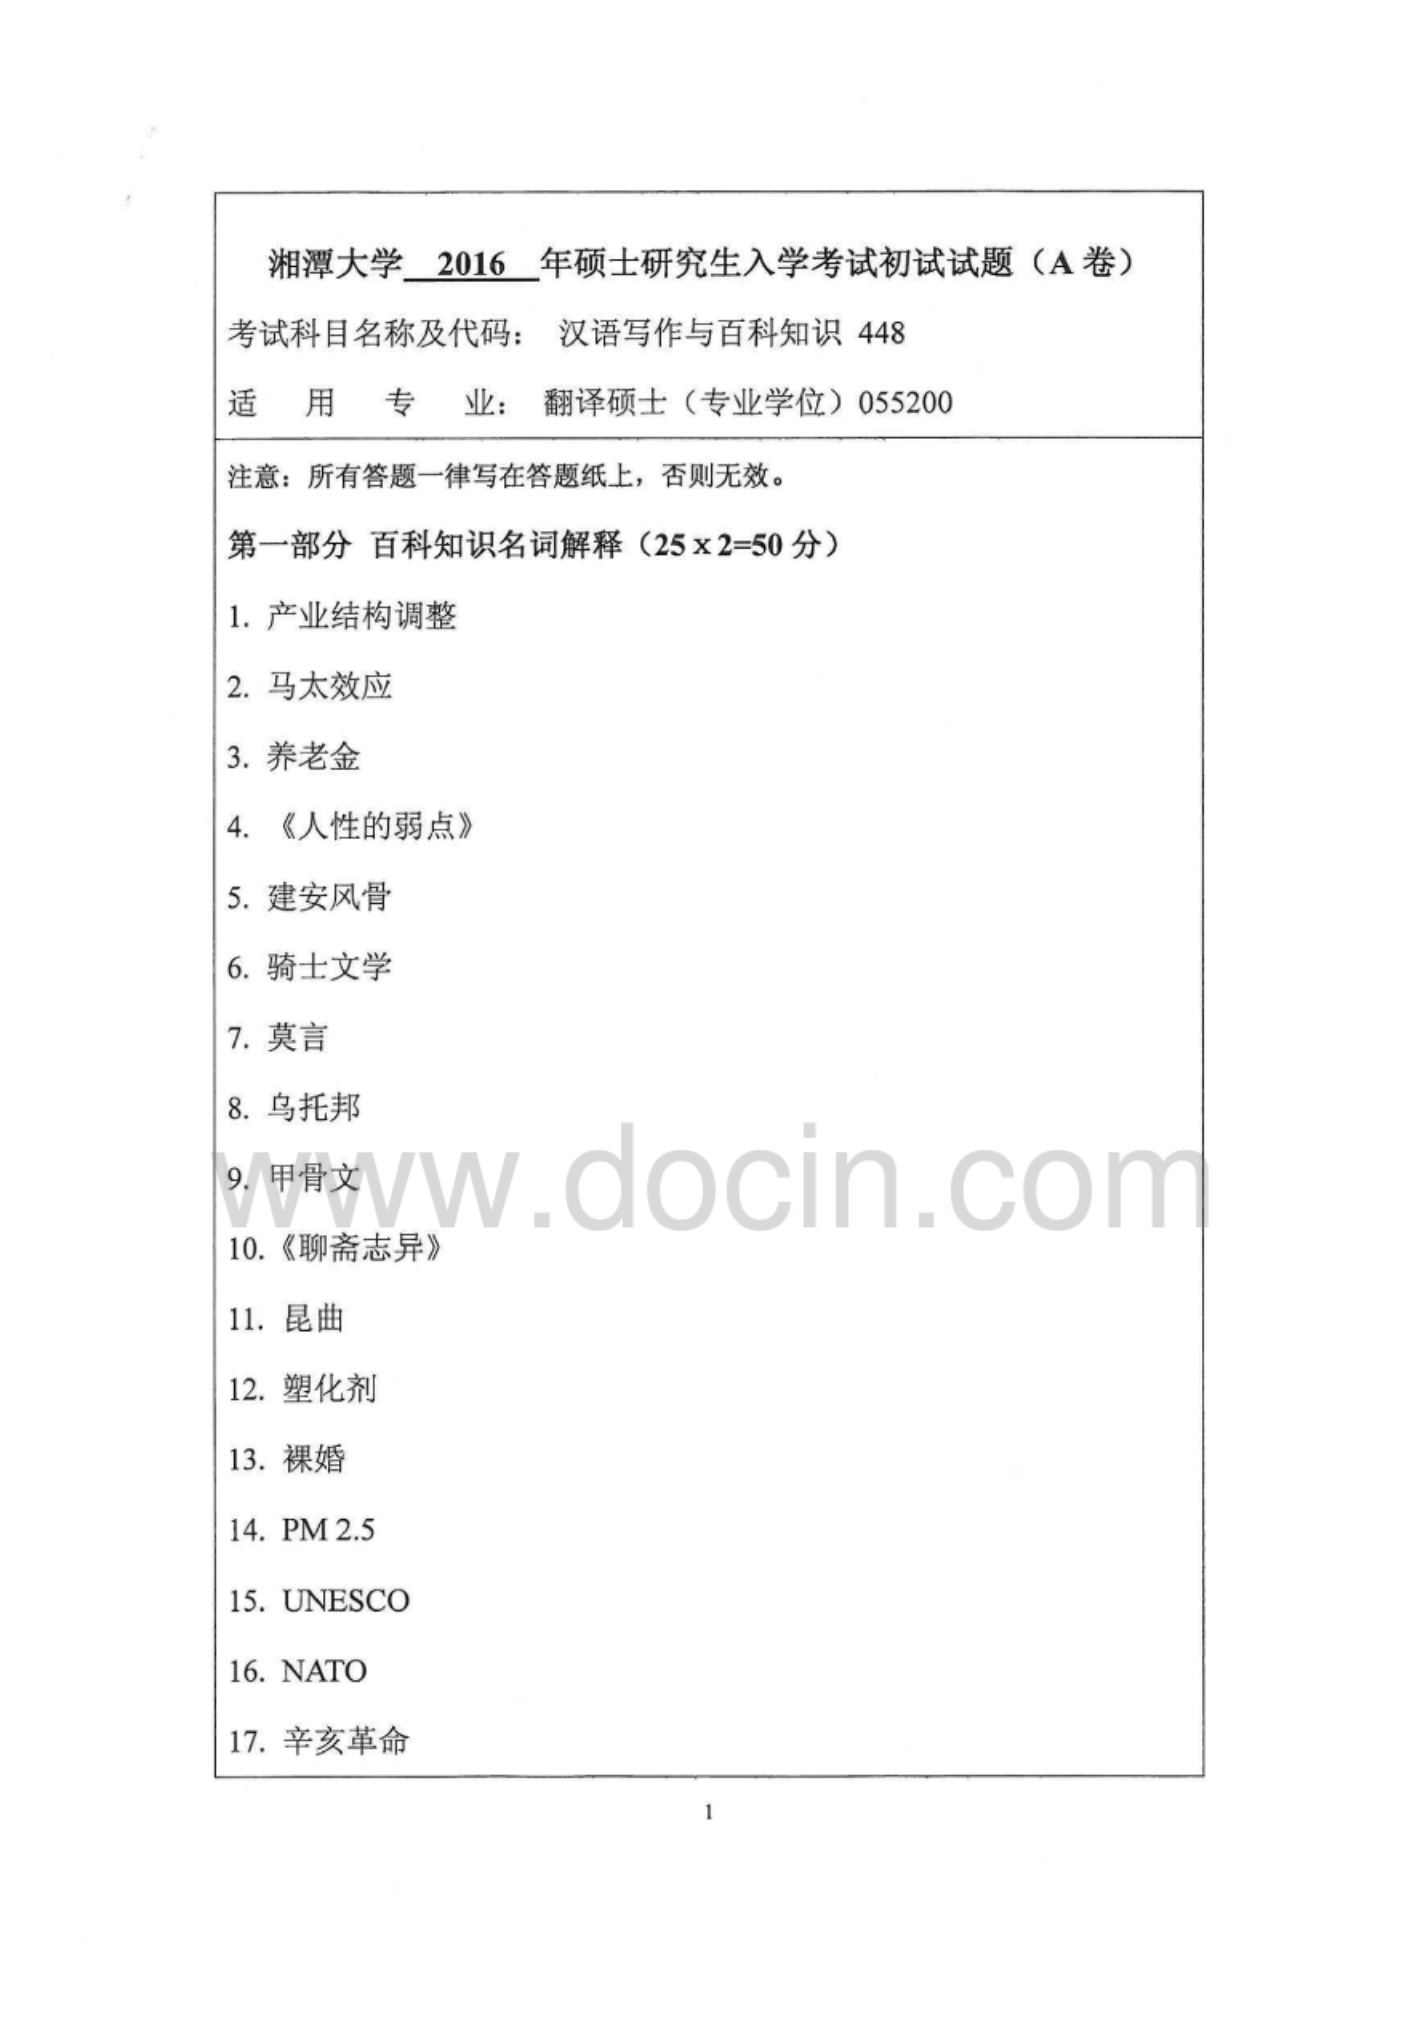 湘潭大学 2016 年硕士研究生入学考试初试试题（A 卷）
考试科目名称及代码： 汉语写作与百科知识 448
适 用 专 业： 翻译硕士（专业学位）055200
注意：所有答题一律写在答题纸上，否则无效。
第一部分 百科知识名词解释（25 x 2=50 分）
1. 产业结构调整
2. 马太效应
3. 养老金
4. 《人性的弱点》
5. 建安风骨
6. 骑士文学
7. 莫言
8. 乌托邦
www.docin.com
9. 甲骨文
10.《聊斋志异》
11. 昆曲
12. 塑化剂
13. 裸婚
14. PM 2.5
15. UNESCO
16. NATO
17. 辛亥革命
1